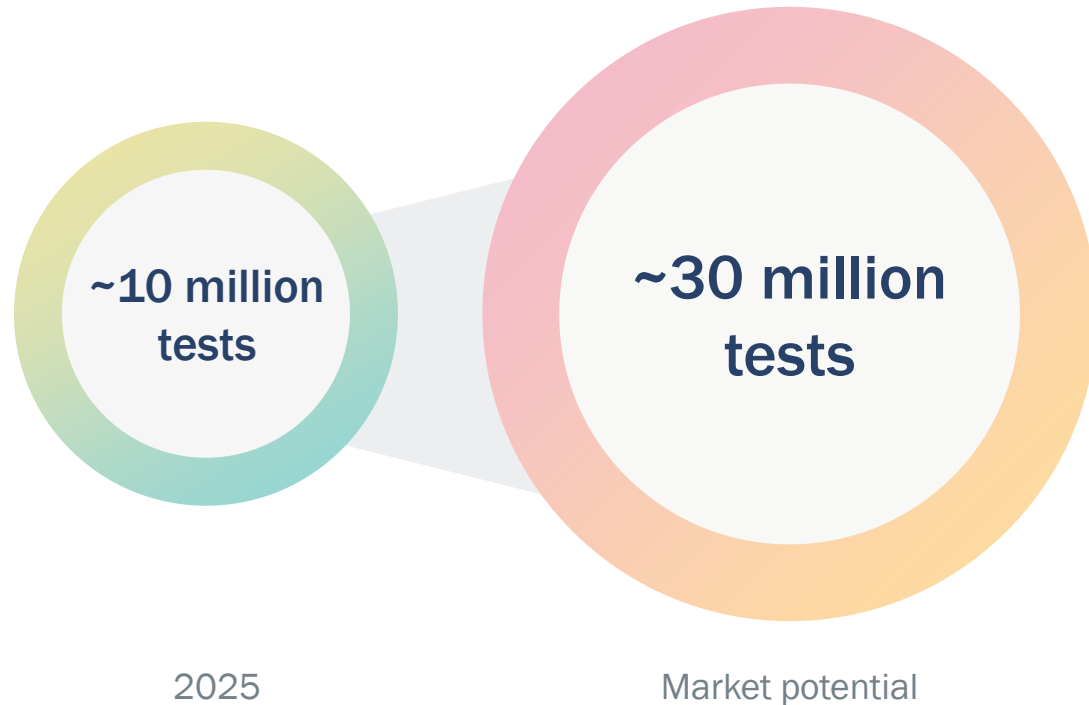 ~10 million
tests
~30 million
tests
2025
Market potential